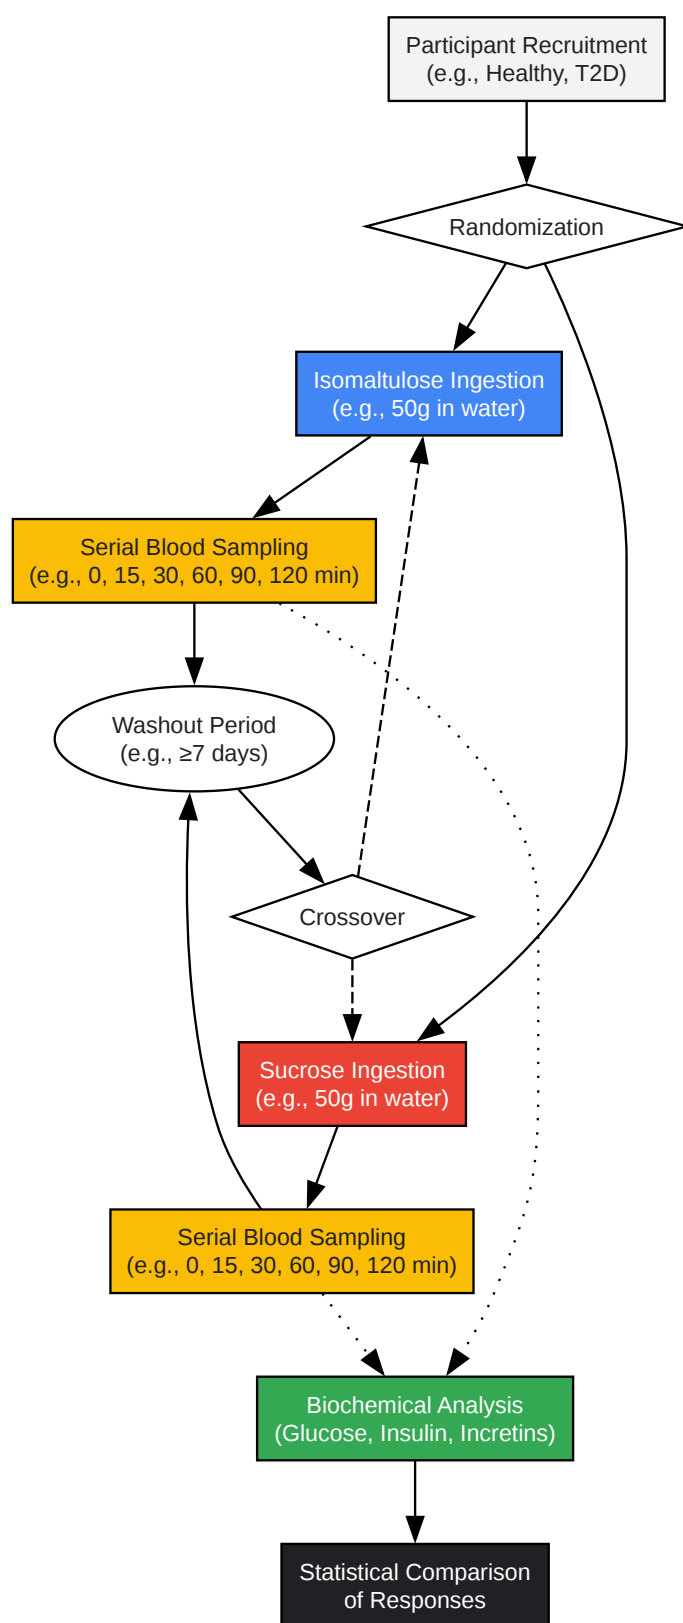 Participant Recruitment
(e.g., Healthy, T2D)
Randomization
Isomaltulose Ingestion
(e.g., 50g in water)
Serial Blood Sampling
(e.g., 0, 15, 30, 60, 90, 120 min)
Washout Period
(e.g., ≥7 days)
Crossover
Sucrose Ingestion
(e.g., 50g in water)
Serial Blood Sampling
(e.g., 0, 15, 30, 60, 90, 120 min)
Biochemical Analysis
(Glucose, Insulin, Incretins)
Statistical Comparison
of Responses